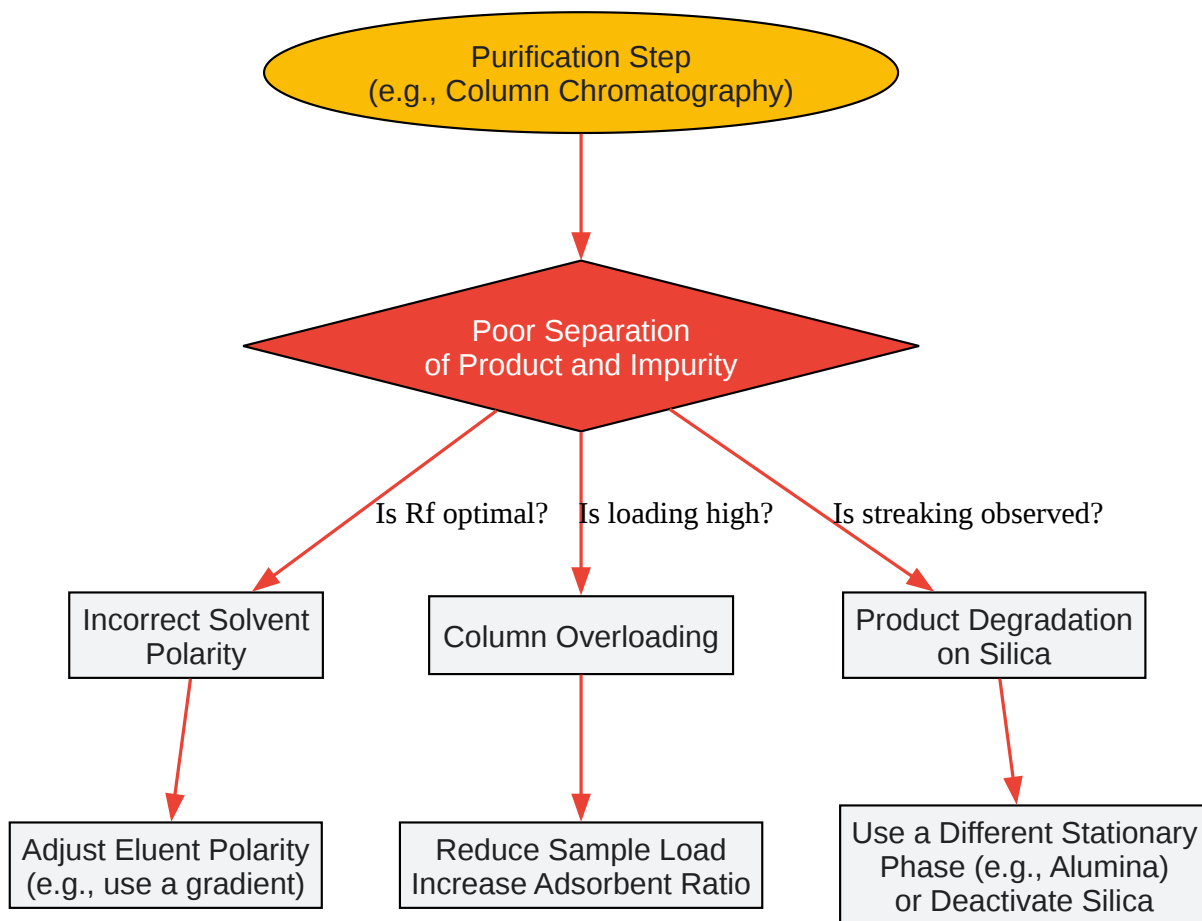 Purification Step
(e.g., Column Chromatography)
Poor Separation
of Product and Impurity
Is Rf optimal?
Is loading high?
Is streaking observed?
Incorrect Solvent
Polarity
Column Overloading
Product Degradation
on Silica
Adjust Eluent Polarity
(e.g., use a gradient)
Reduce Sample Load
Increase Adsorbent Ratio
Use a Different Stationary
Phase (e.g., Alumina)
or Deactivate Silica